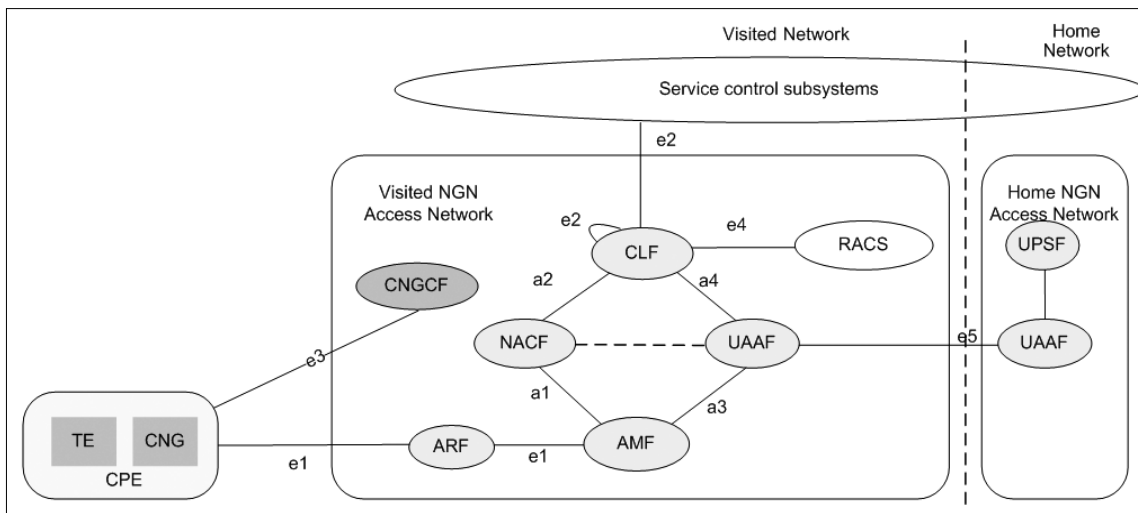 Visited Network
Home
Network
Service control subsystems
e2
Visited NGN
Access Network
Home NGN
Access Network
e2
CLF
e4
RACS
UPSF
CNGCF
a2
a4
NACF
UAAF
e5
UAAF
e3
a1
a3
TE
CNG
ARF
e1
AMF
e1
CPE